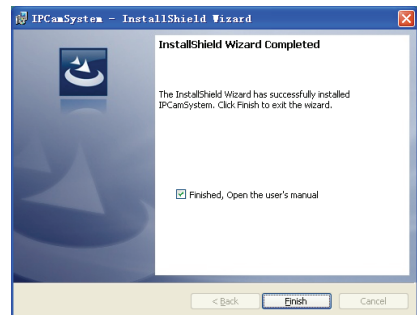 IPCamSystem - InstallShield Wizard
InstallShield Wizard Completed
The InstallShield Wizard has successfully installed
IPCamSystem. Click Finish to exit the wizard.
Finished, Open the user's manual
< Back
Finish
Cancel